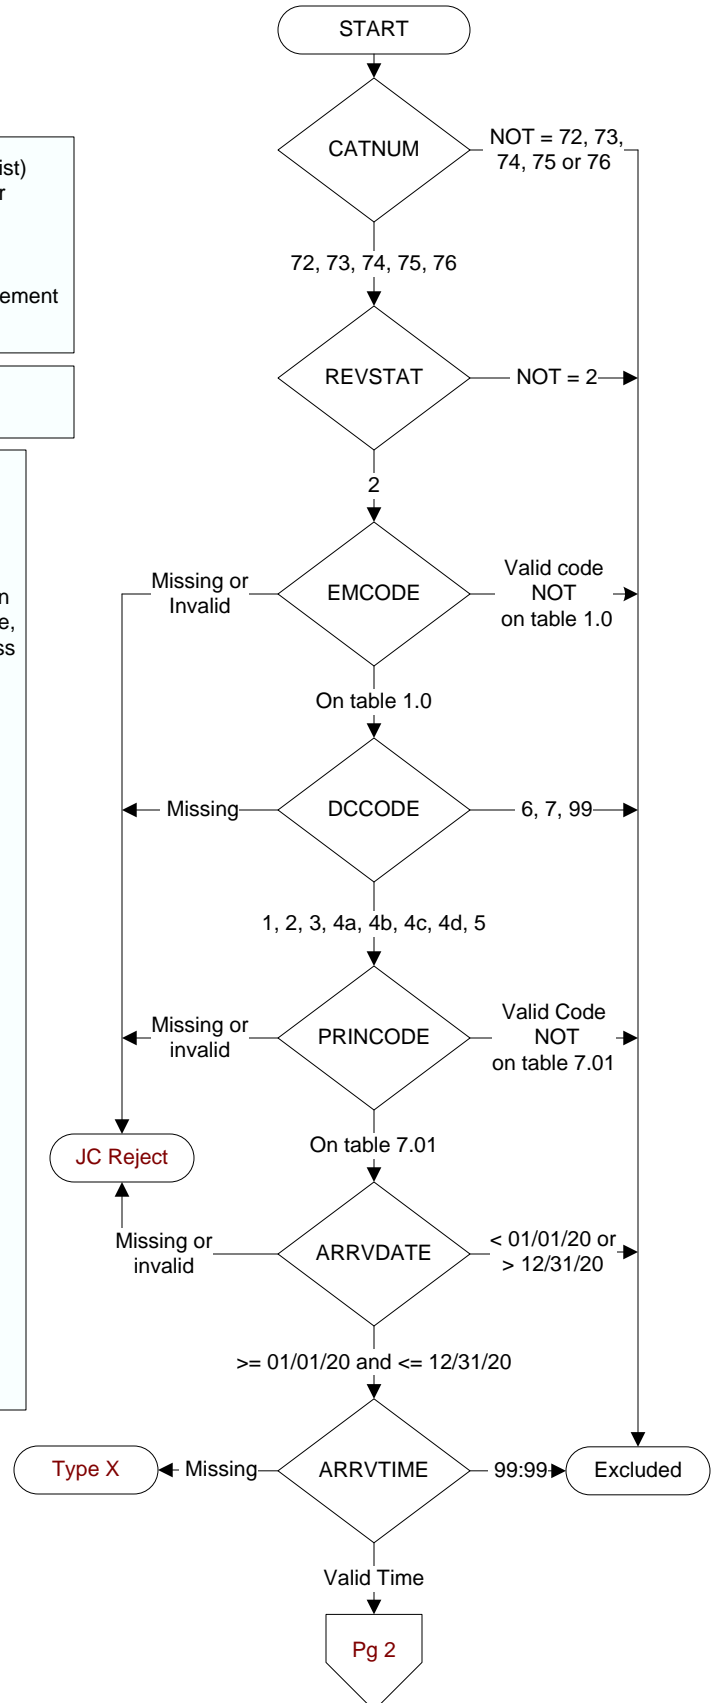 START
CATNUM
NOT = 72, 73,
74, 75 or 76
ist)
r
72, 73, 74, 75, 76
ement
REVSTAT
NOT = 2
2
Missing or
Invalid
EMCODE
Valid code
NOT
on table 1.0
n
e,
ss
On table 1.0
Missing
DCCODE
6, 7, 99
1, 2, 3, 4a, 4b, 4c, 4d, 5
Missing or
invalid
PRINCODE
Valid Code
NOT
on table 7.01
On table 7.01
JC Reject
Missing or
invalid
ARRVDATE
< 01/01/20 or
> 12/31/20
>= 01/01/20 and <= 12/31/20
Type X
Missing
ARRVTIME
99:99
Excluded
Valid Time
Pg 2